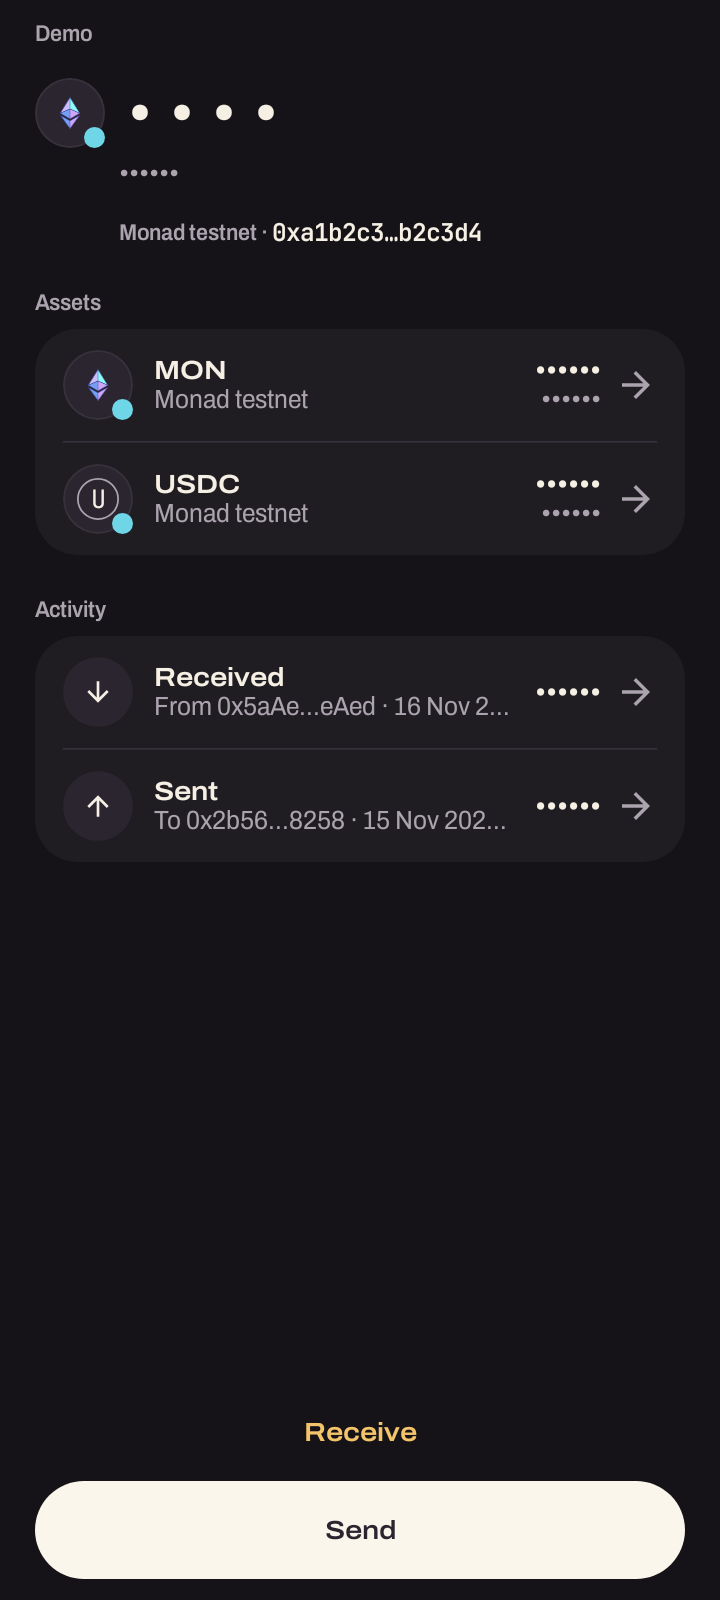 Demo
••••
••••••
Monad testnet · 0xa1b2c3…b2c3d4
Assets
MON
••••••
Monad testnet
••••••
U
USDC
••••••
Monad testnet
••••••
Activity
Received
From 0x5aAe...eAed · 16 Nov 2...
••••••
Sent
To 0x2b56...8258 · 15 Nov 202...
••••••
Receive
Send